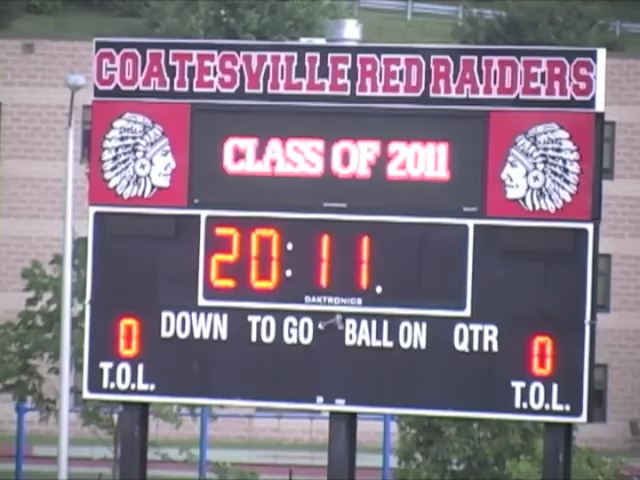 COATESVILLE RED RAIDERS
CLASS OF 2011
20:11.
DAKTRONICS
DOWN TO GO BALL ON QTR
0 0
T.O.L. T.O.L.